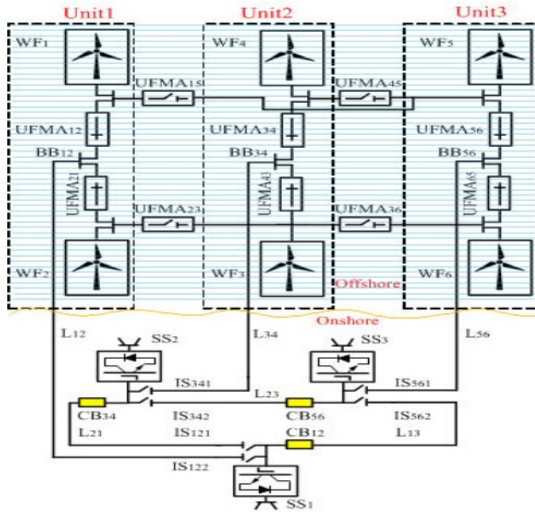 Unit1 Unit2 Unit3
WF1 WF4 WF5
UFMA15 UFMA45
UFMA12 UFMA34 UFMA56
BB12 BB34 BB56
UFMA21 UFMA43 UFMA65
UFMA23 UFMA36
WF2 WF3 WF6
Offshore
Onshore
L12 SS2 L34 SS3 L56
IS341 L23 IS561
CB34 IS342 CB56 IS562
L21 IS121 CB12 L13
IS122
SS1